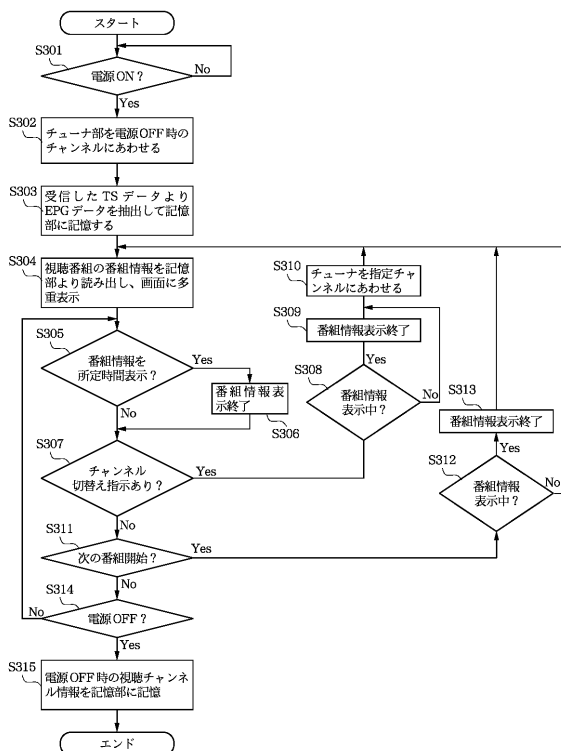 スタート
S301
電源ON？
No
Yes
S302
チューナ部を電源OFF時の
チャンネルにあわせる
S303
受信したTSデータより
EPGデータを抽出して記憶
部に記憶する
S304
視聴番組の番組情報を記憶
部より読み出し、画面に多
重表示
S305
番組情報を
所定時間表示？
Yes
No
番組情報表
示終了
S306
S307
チャンネル
切替え指示あり？
Yes
No
S308
番組情報
表示中？
No
Yes
S309
番組情報表示終了
S310
チューナを指定チャン
ネルにあわせる
S311
次の番組開始？
Yes
No
S312
番組情報
表示中？
No
Yes
S313
番組情報表示終了
S314
電源OFF？
No
Yes
S315
電源OFF時の視聴チャンネ
ル情報を記憶部に記憶
エンド